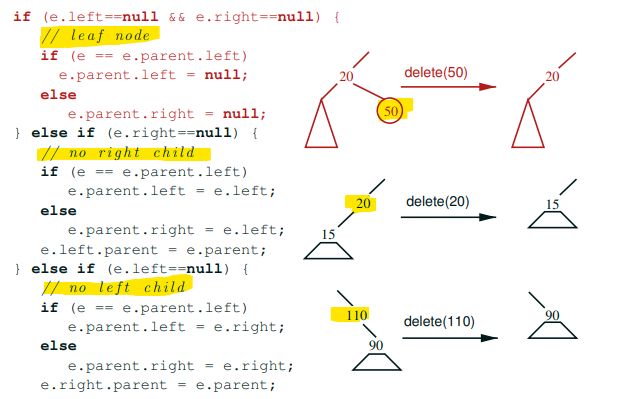 if (e.left==null && e.right==null) {
// leaf node
if (e == e.parent.left)
e.parent.left = null;
else
e.parent.right = null;
} else if (e.right==null) {
// no right child
if (e == e.parent.left)
e.parent.left = e.left;
else
e.parent.right = e.left;
e.left.parent = e.parent;
} else if (e.left==null) {
// no left child
if (e == e.parent.left)
e.parent.left = e.right;
else
e.parent.right = e.right;
e.right.parent = e.parent;
20
50
delete(50)
20
20
15
delete(20)
15
110
90
delete(110)
90